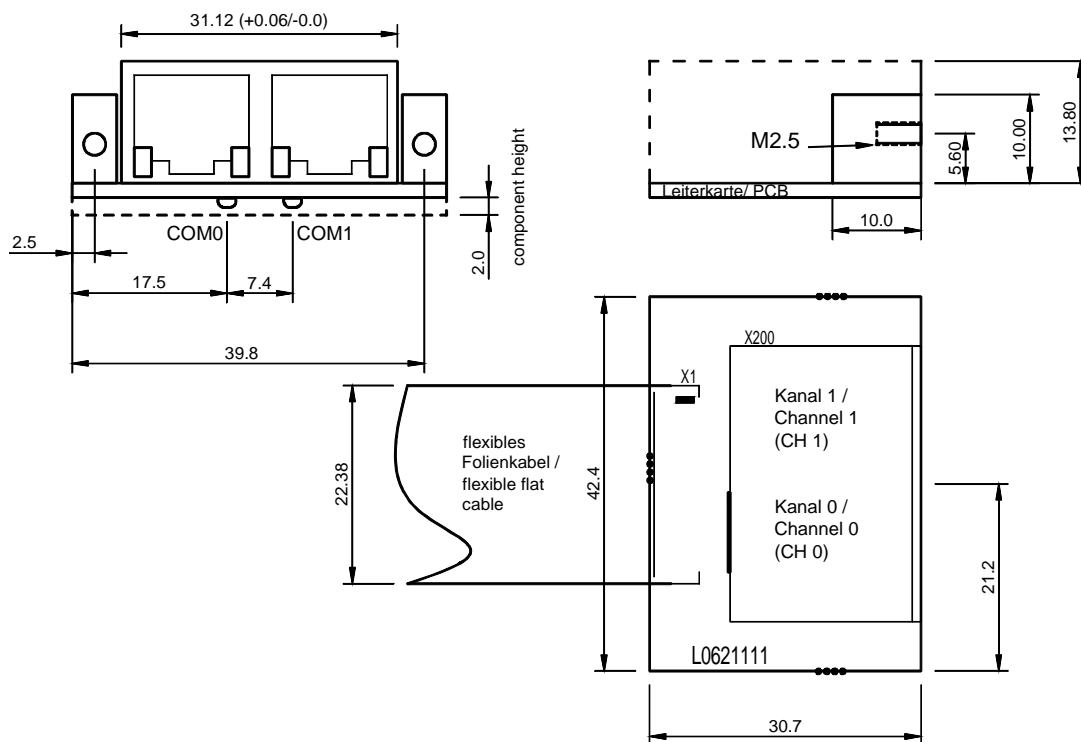 31.12 (+0.06/-0.0)
COM0
COM1
component height
2.0
2.5
17.5
7.4
39.8
M2.5
Leiterkarte/ PCB
5.60
10.00
13.80
10.0
X200
X1
Kanal 1 /
Channel 1
(CH 1)
flexibles
Folienkabel /
flexible flat
cable
22.38
42.4
Kanal 0 /
Channel 0
(CH 0)
21.2
L0621111
30.7